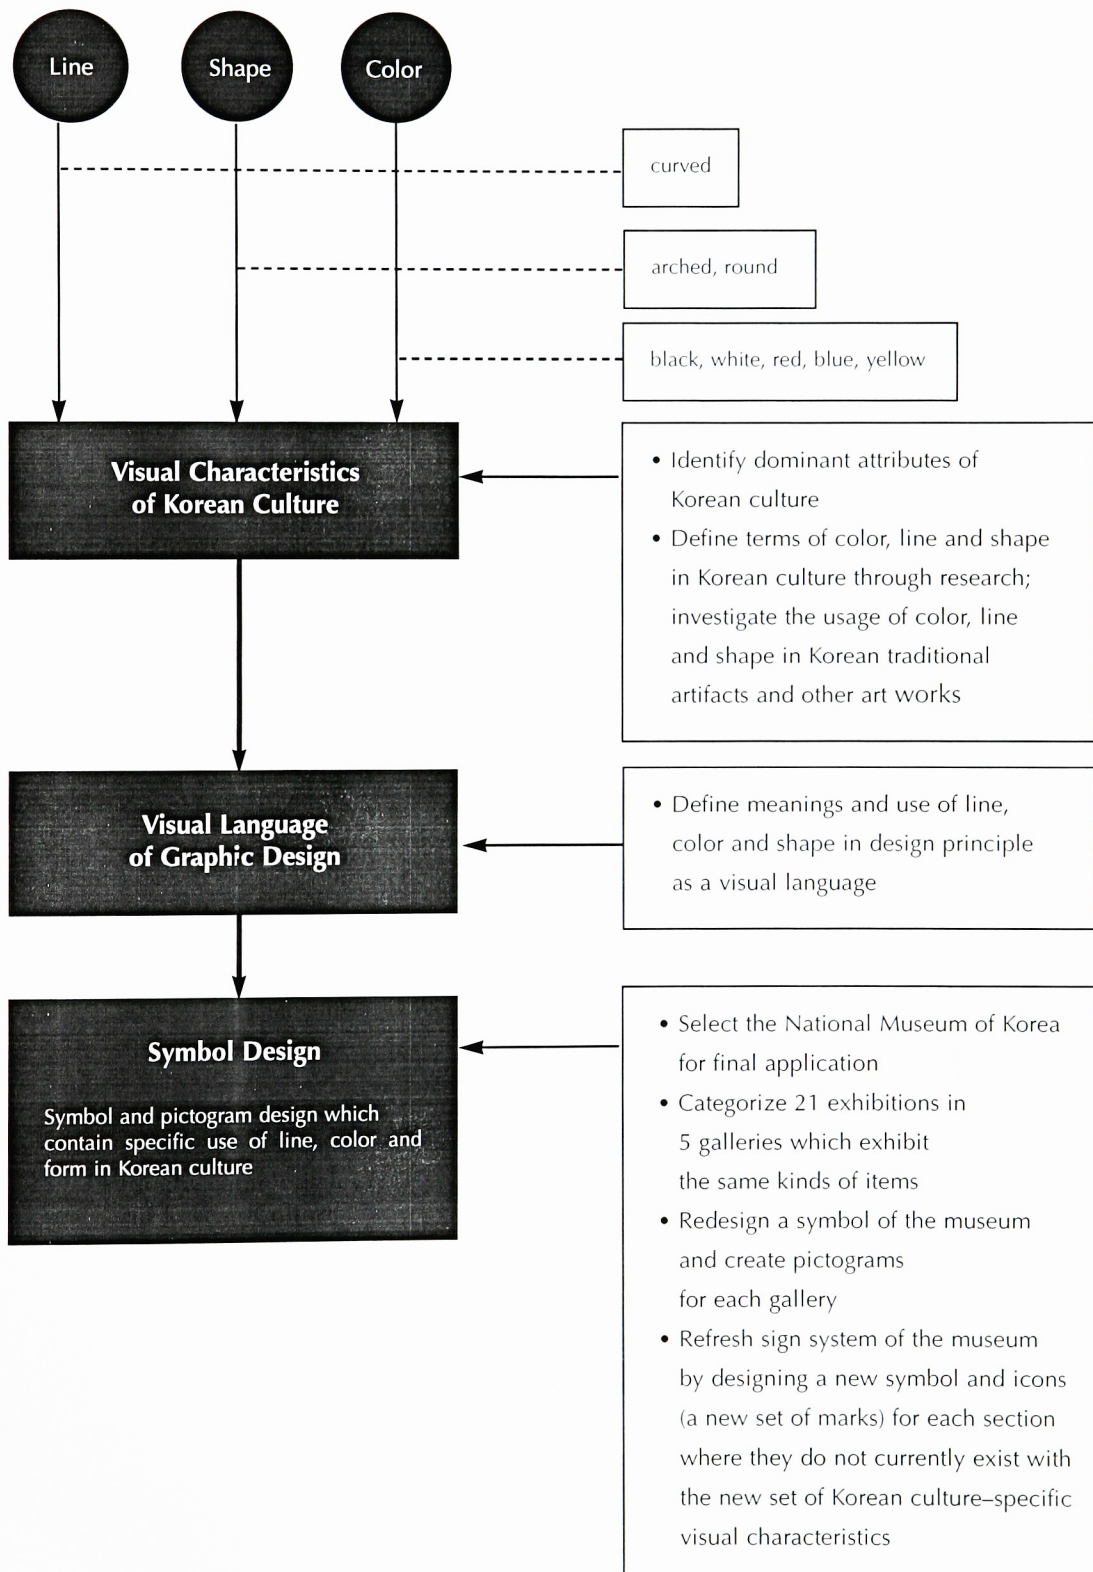 Line
Shape
Color
curved
arched, round
black, white, red, blue, yellow
Visual Characteristics
of Korean Culture
• Identify dominant attributes of
Korean culture
• Define terms of color, line and shape
in Korean culture through research;
investigate the usage of color, line
and shape in Korean traditional
artifacts and other art works
Visual Language
of Graphic Design
• Define meanings and use of line,
color and shape in design principle
as a visual language
Symbol Design
Symbol and pictogram design which
contain specific use of line, color and
form in Korean culture
• Select the National Museum of Korea
for final application
• Categorize 21 exhibitions in
5 galleries which exhibit
the same kinds of items
• Redesign a symbol of the museum
and create pictograms
for each gallery
• Refresh sign system of the museum
by designing a new symbol and icons
(a new set of marks) for each section
where they do not currently exist with
the new set of Korean culture–specific
visual characteristics